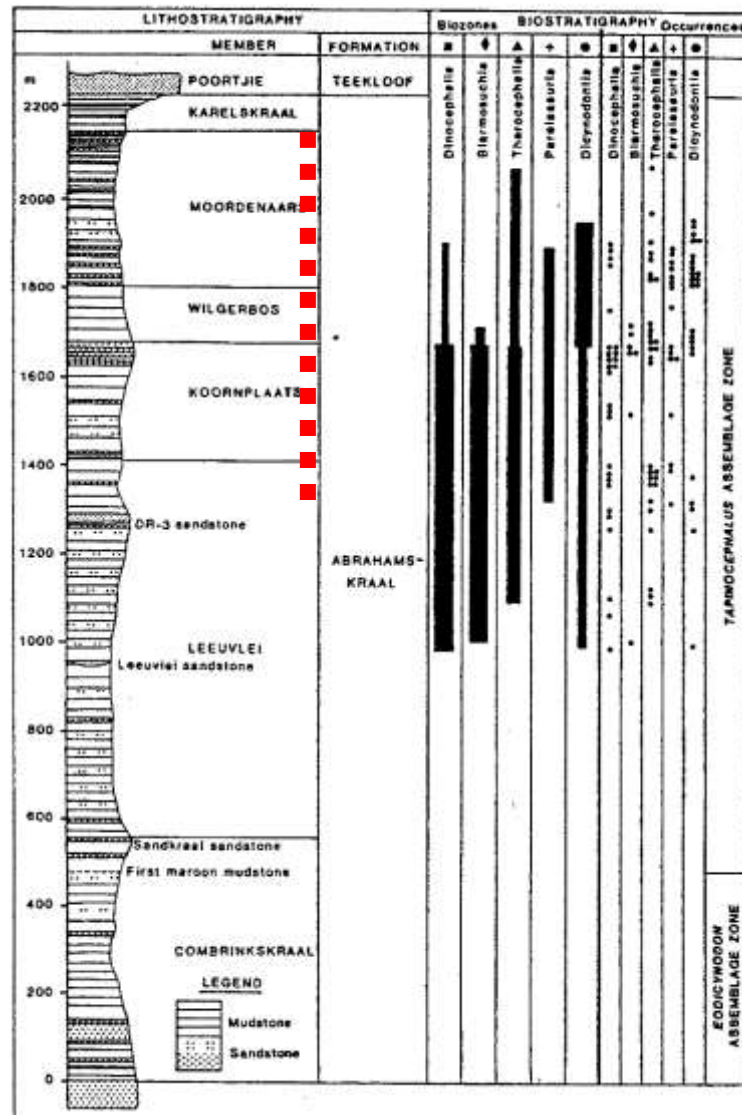 LITHOSTRATIGRAPHY
BIOSTRATIGRAPHY
Biozones
Occurrences
MEMBER
FORMATION
m
POORTJIE
TEEKLOOF
Dinocephalia
Biarmosuchia
Therocephalia
Pareiasauria
Dicynodontia
Dinocephalia
Biarmosuchia
Therocephalia
Pareiasauria
Dicynodontia
2200
KARELSKRAAL
2000
MOORDENAARS
1800
WILGERBOS
1600
KOORNPLAATS
1400
DR-3 sandstone
1200
ABRAHAMS-
KRAAL
TAPINOCEPHALUS ASSEMBLAGE ZONE
1000
LEEUVLEI
Leeuvlei sandstone
800
600
Sandkraal sandstone
First maroon mudstone
400
COMBRINKSKRAAL
EODICYNODON
ASSEMBLAGE ZONE
LEGEND
200
Mudstone
Sandstone
0